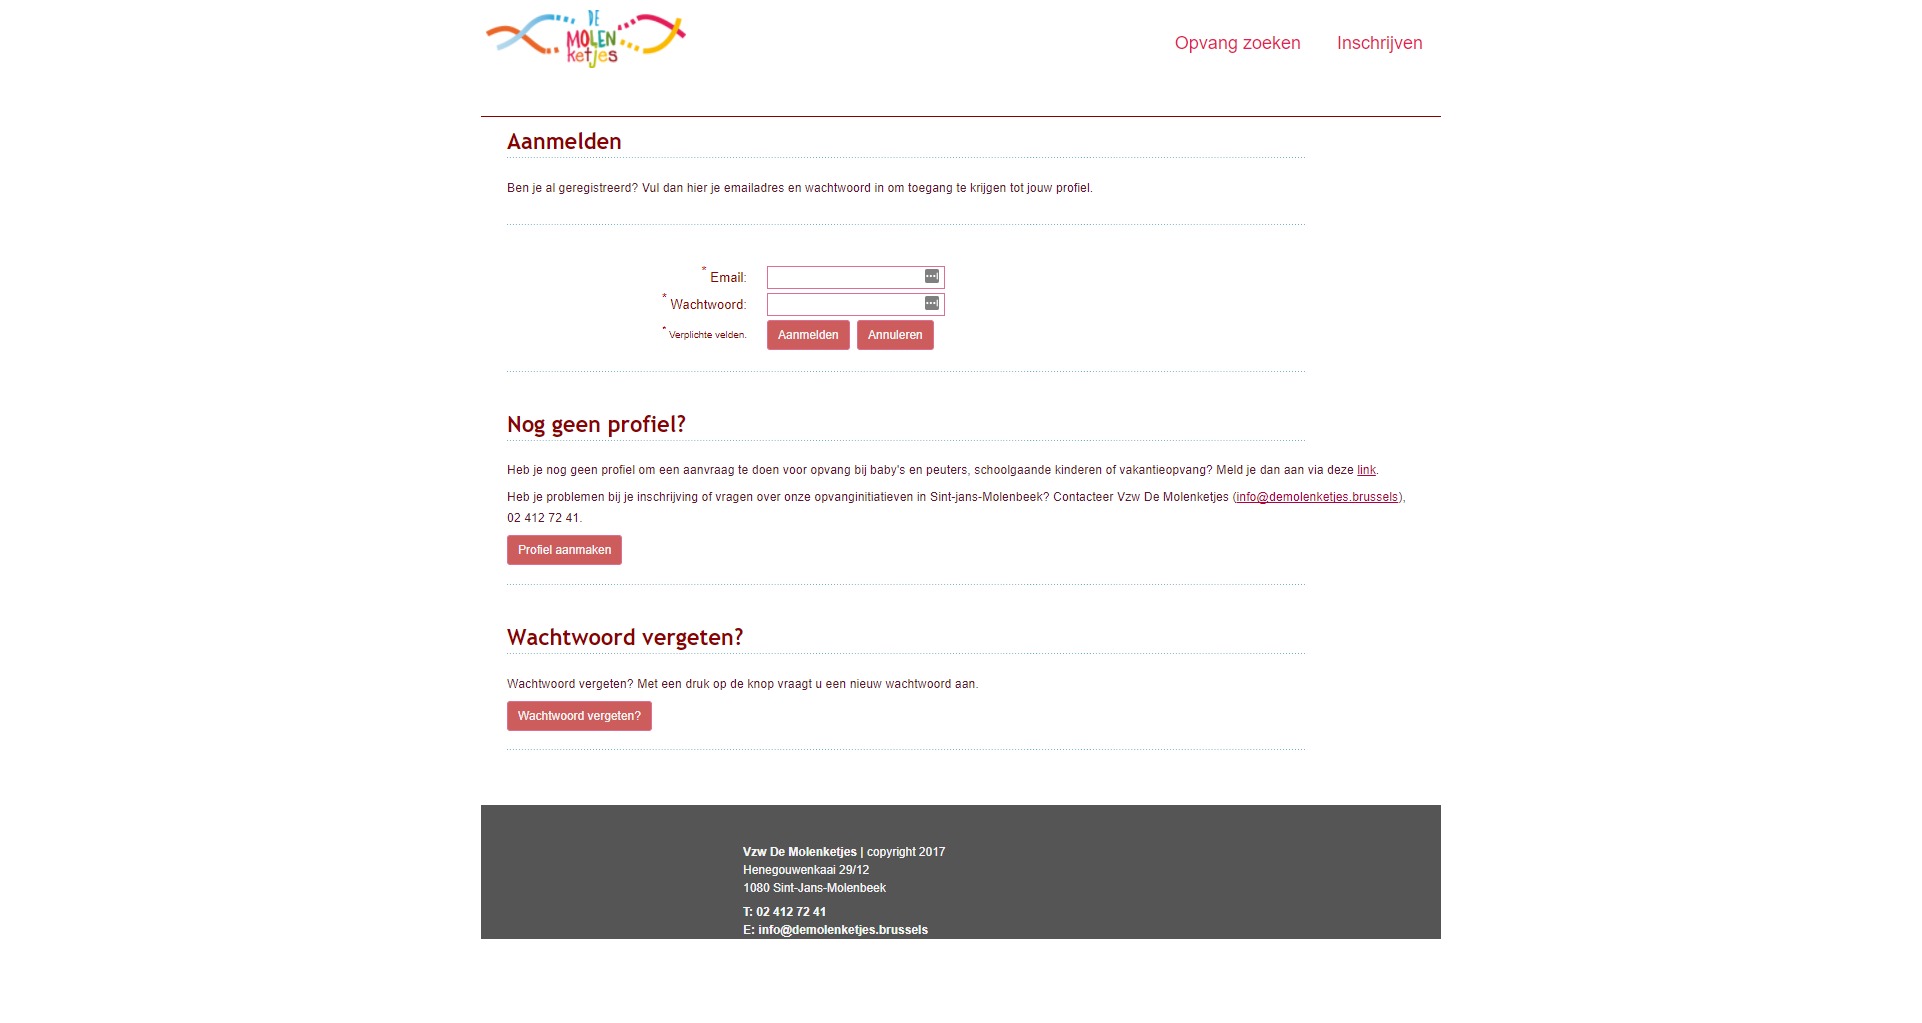 DE
MOLEN
ketjes
Opvang zoeken
Inschrijven
Aanmelden
Ben je al geregistreerd? Vul dan hier je emailadres en wachtwoord in om toegang te krijgen tot jouw profiel.
* Email:
* Wachtwoord:
* Verplichte velden.
Aanmelden
Annuleren
Nog geen profiel?
Heb je nog geen profiel om een aanvraag te doen voor opvang bij baby's en peuters, schoolgaande kinderen of vakantieopvang? Meld je dan aan via deze link.
Heb je problemen bij je inschrijving of vragen over onze opvanginitiatieven in Sint-jans-Molenbeek? Contacteer Vzw De Molenketjes (info@demolenketjes.brussels),
02 412 72 41.
Profiel aanmaken
Wachtwoord vergeten?
Wachtwoord vergeten? Met een druk op de knop vraagt u een nieuw wachtwoord aan.
Wachtwoord vergeten?
Vzw De Molenketjes | copyright 2017
Henegouwenkaai 29/12
1080 Sint-Jans-Molenbeek
T: 02 412 72 41
E: info@demolenketjes.brussels